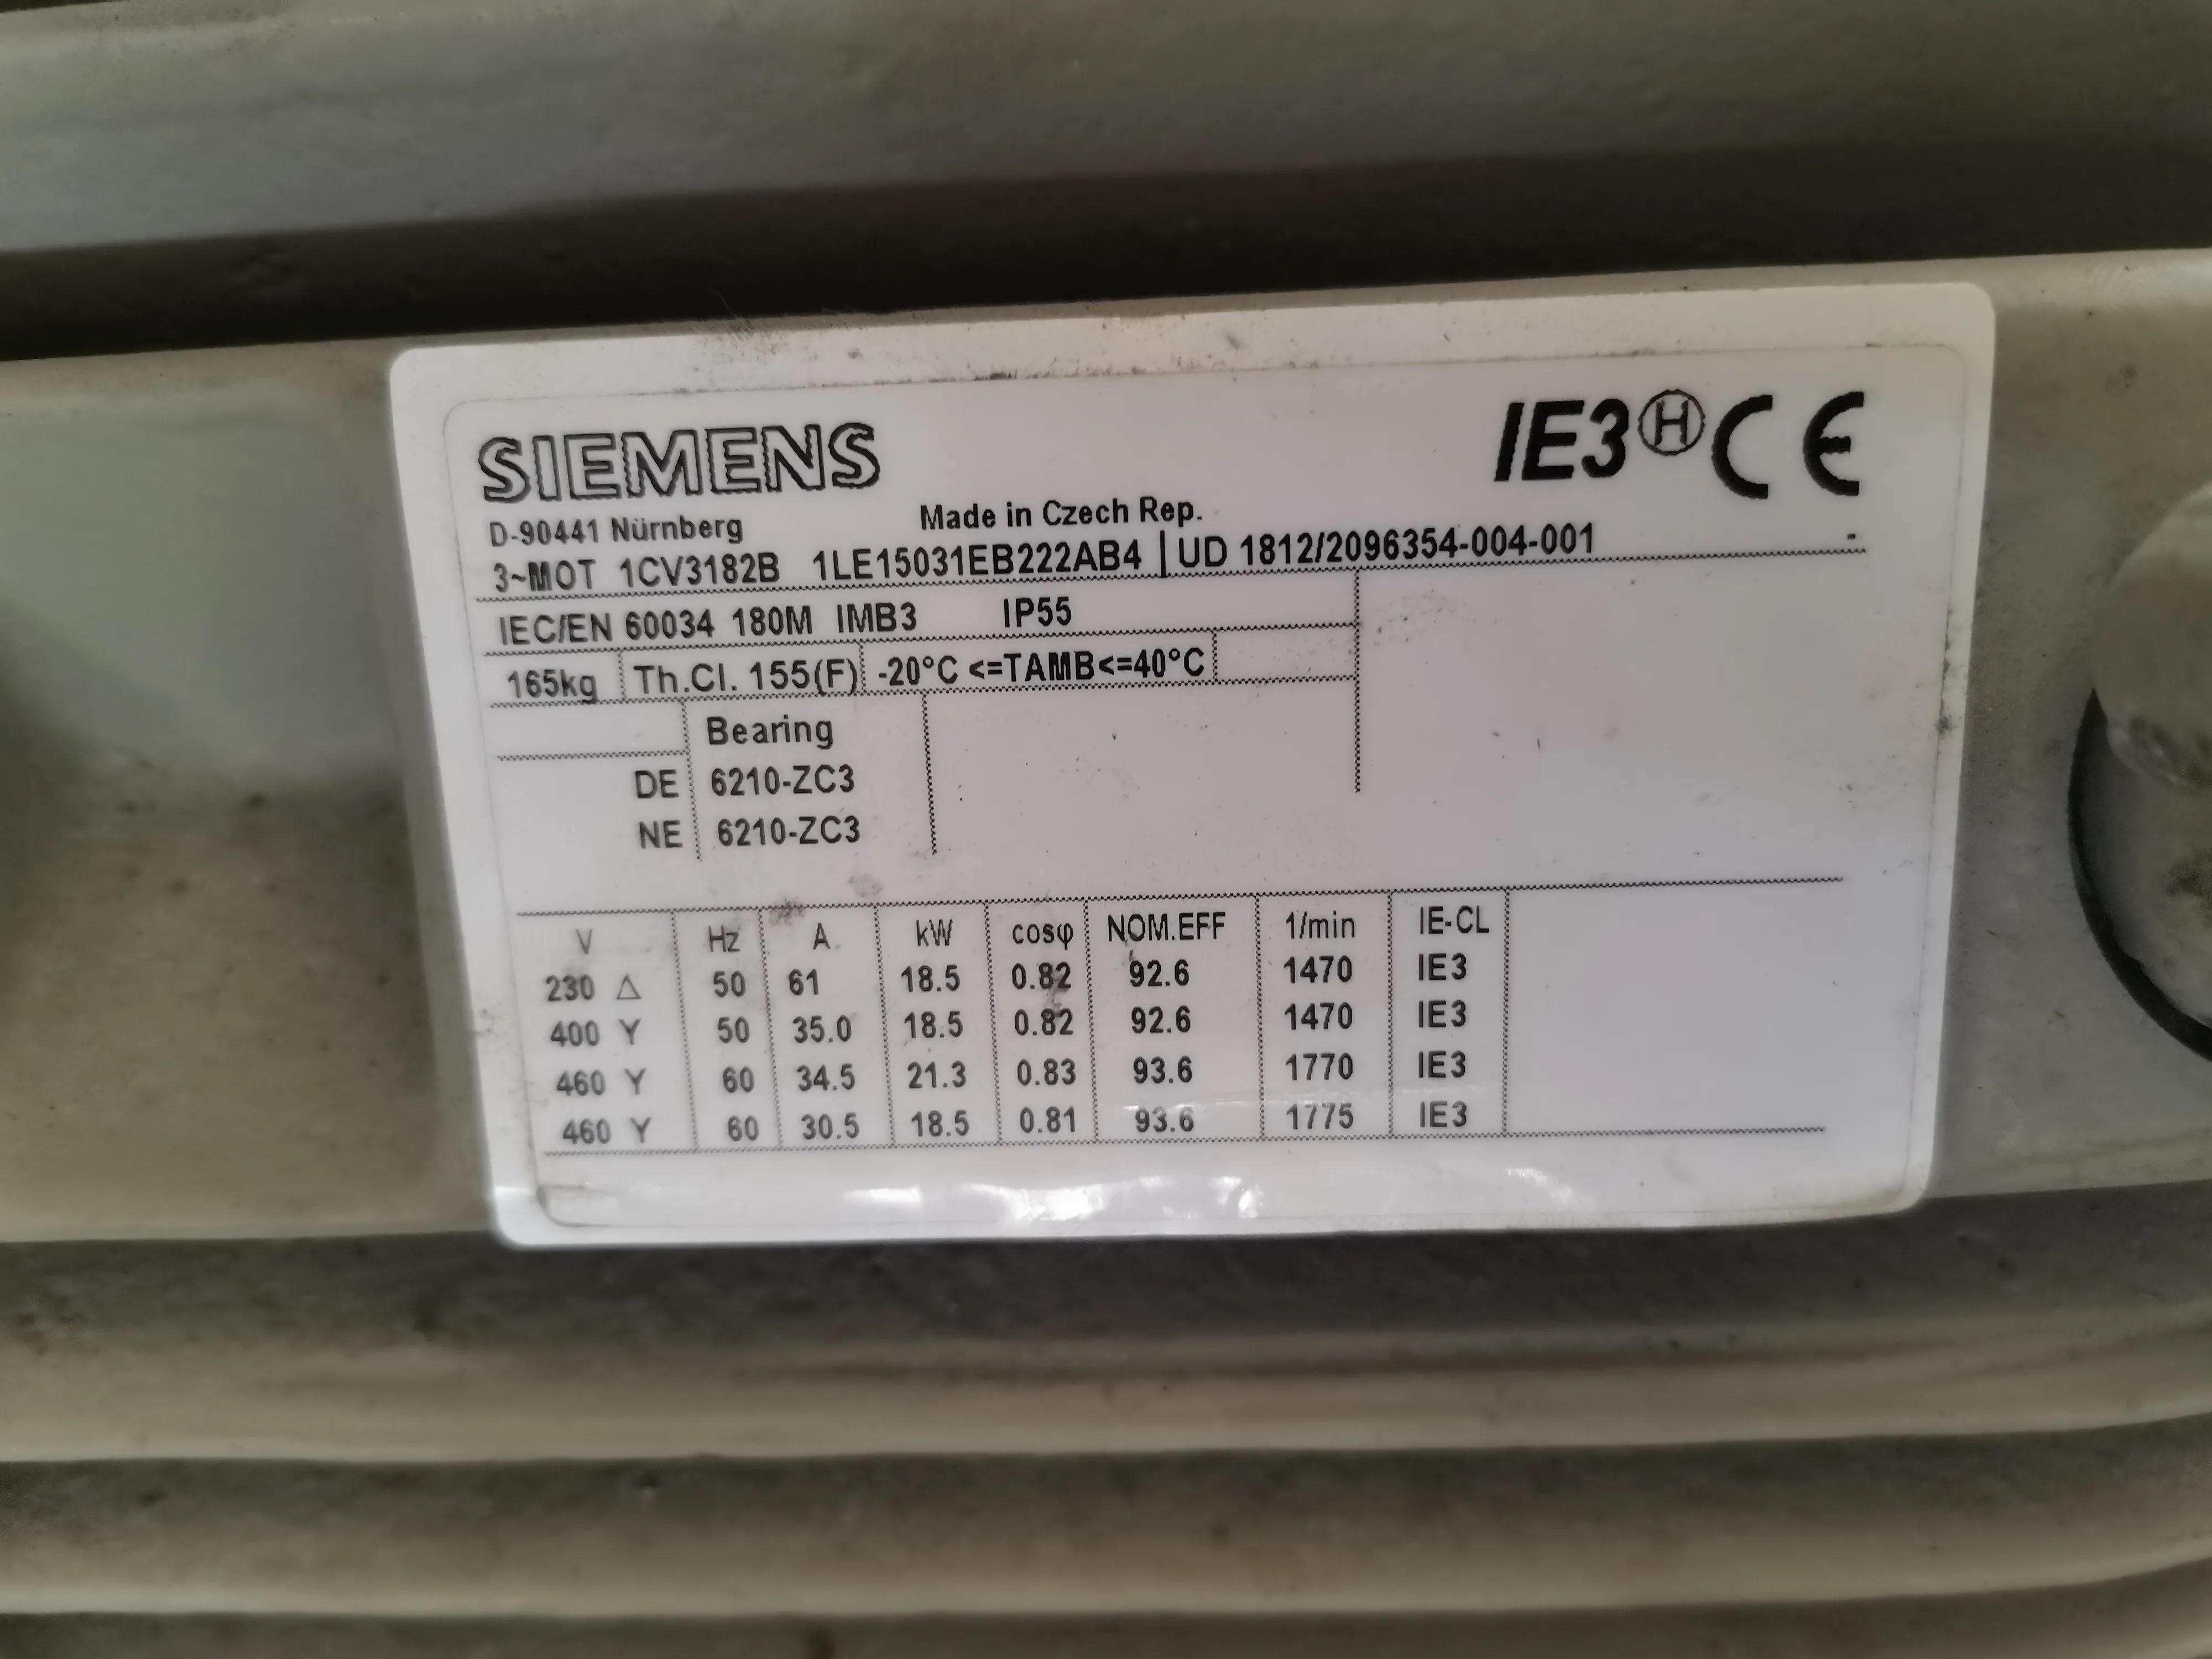 SIEMENS IE3 H CE
D-90441 Nürnberg Made in Czech Rep.
3~MOT 1CV3182B 1LE15031EB222AB4 | UD 1812/2096354-004-001 -
IEC/EN 60034 180M IMB3 IP55
165kg Th.Cl. 155(F) -20°C <=TAMB<=40°C
Bearing
DE 6210-ZC3
NE 6210-ZC3
V Hz A kW cosφ NOM.EFF 1/min IE-CL
230 Δ 50 61 18.5 0.82 92.6 1470 IE3
400 Y 50 35.0 18.5 0.82 92.6 1470 IE3
460 Y 60 34.5 21.3 0.83 93.6 1770 IE3
460 Y 60 30.5 18.5 0.81 93.6 1775 IE3